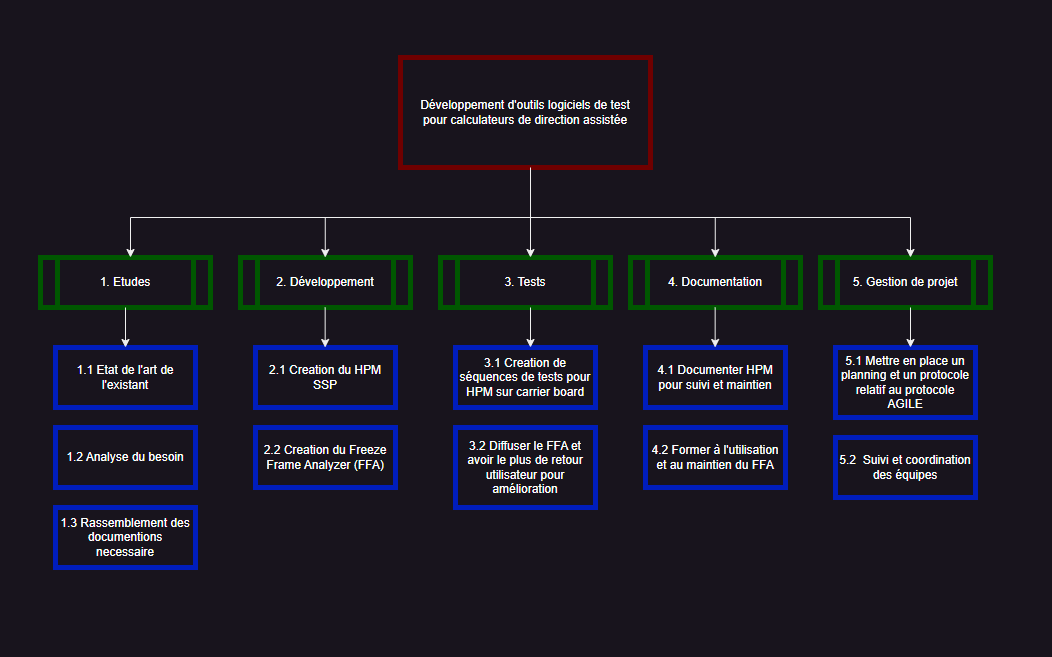 Développement d'outils logiciels de test
pour calculateurs de direction assistée
1. Etudes
2. Développement
3. Tests
4. Documentation
5. Gestion de projet
1.1 Etat de l'art de
l'existant
2.1 Creation du HPM
SSP
3.1 Creation de
séquences de tests pour
HPM sur carrier board
4.1 Documenter HPM
pour suivi et maintien
5.1 Mettre en place un
planning et un protocole
relatif au protocole
AGILE
1.2 Analyse du besoin
2.2 Creation du Freeze
Frame Analyzer (FFA)
3.2 Diffuser le FFA et
avoir le plus de retour
utilisateur pour
amélioration
4.2 Former à l'utilisation
et au maintien du FFA
5.2  Suivi et coordination
des équipes
1.3 Rassemblement des
documentions
necessaire